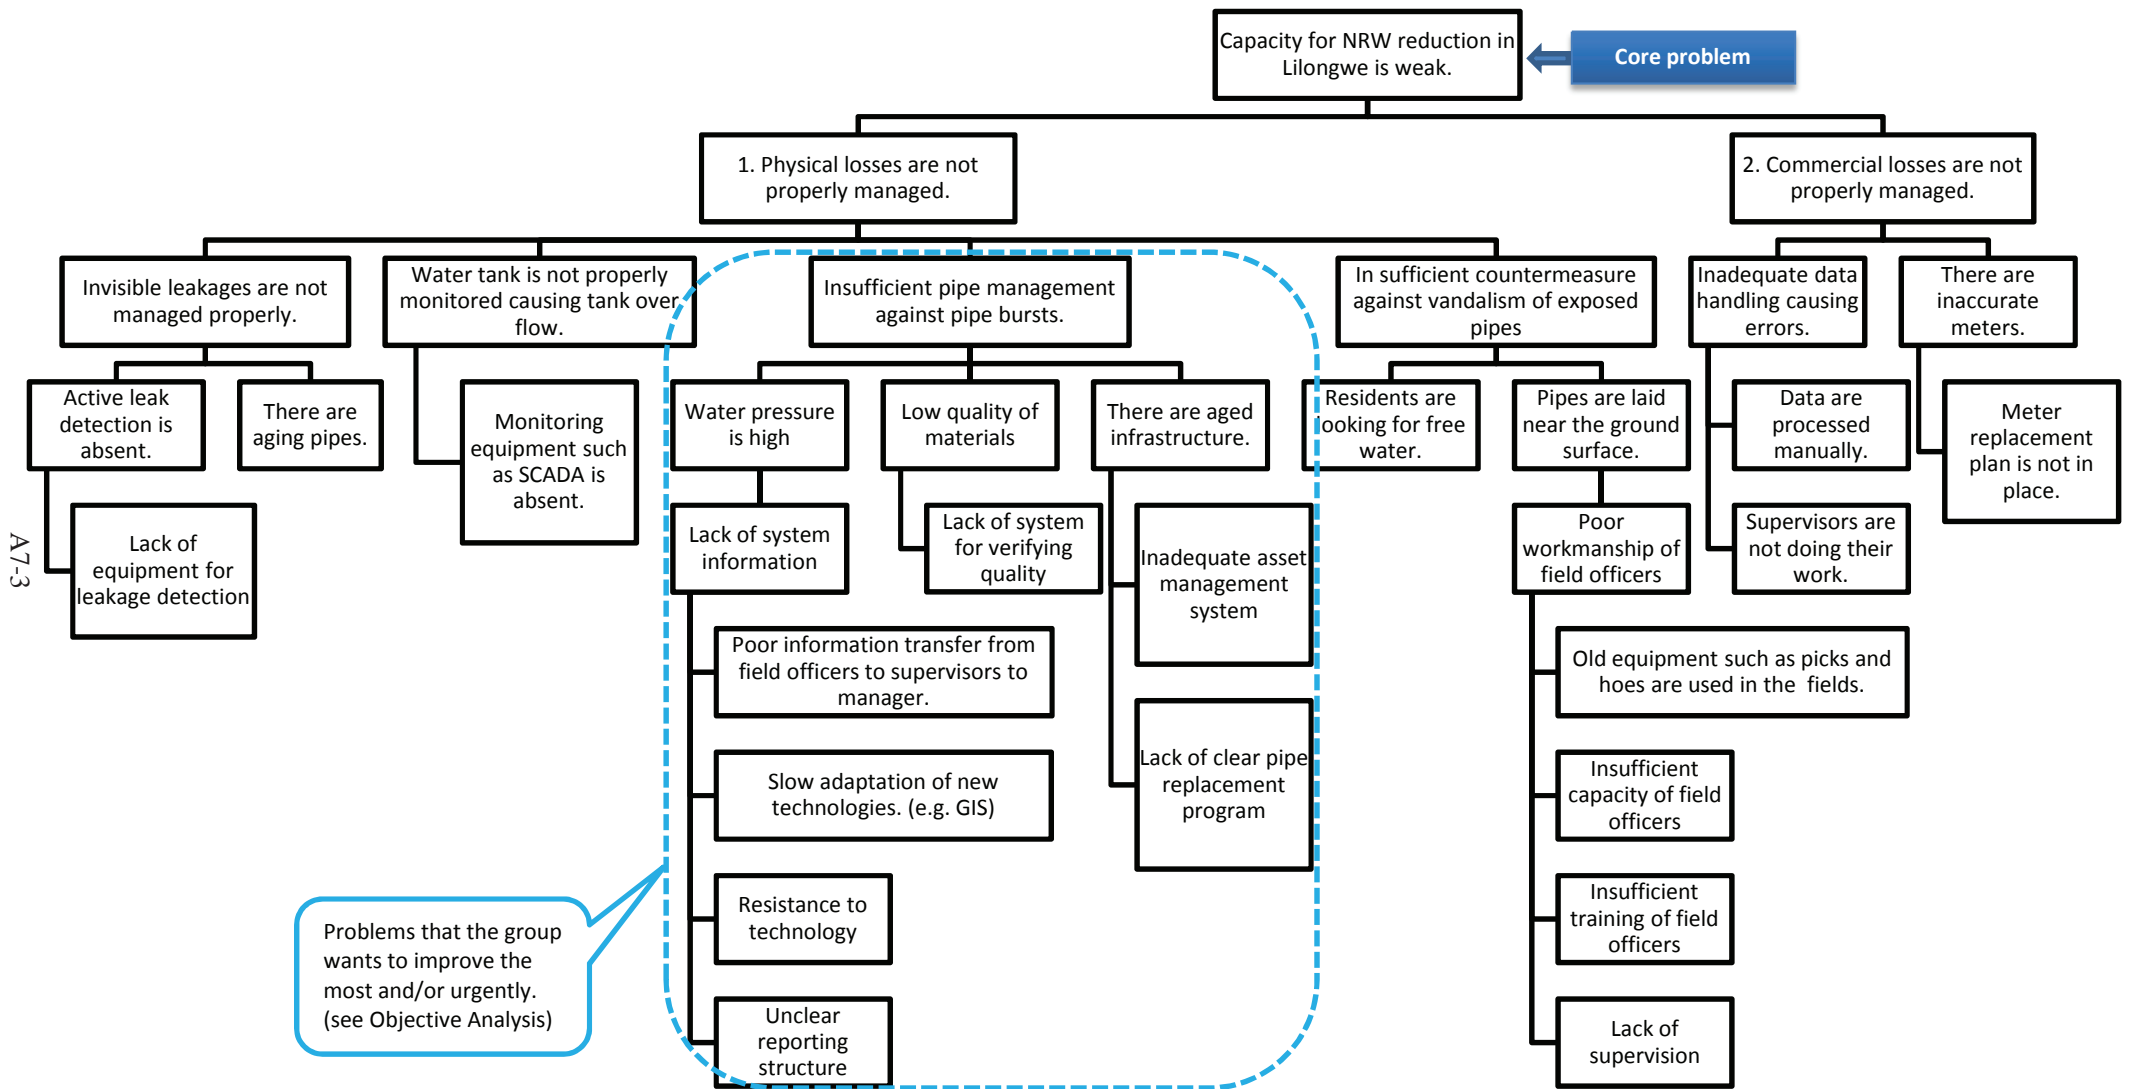 Capacity for NRW reduction in
Lilongwe is weak.
Core problem
1. Physical losses are not
properly managed.
2. Commercial losses are not
properly managed.
Invisible leakages are not
managed properly.
Water tank is not properly
monitored causing tank over
flow.
Insufficient pipe management
against pipe bursts.
In sufficient countermeasure
against vandalism of exposed
pipes
Inadequate data
handling causing
errors.
There are
inaccurate
meters.
Active leak
detection is
absent.
There are
aging pipes.
Monitoring
equipment such
as SCADA is
absent.
Water pressure
is high
Low quality of
materials
There are aged
infrastructure.
Residents are
looking for free
water.
Pipes are laid
near the ground
surface.
Data are
processed
manually.
Meter
replacement
plan is not in
place.
Lack of
equipment for
leakage detection
Lack of system
information
Lack of system
for verifying
quality
Inadequate asset
management
system
Poor
workmanship of
field officers
Supervisors are
not doing their
work.
Poor information transfer from
field officers to supervisors to
manager.
Old equipment such as picks and
hoes are used in the  fields.
Slow adaptation of new
technologies. (e.g. GIS)
Lack of clear pipe
replacement
program
Insufficient
capacity of field
officers
Resistance to
technology
Insufficient
training of field
officers
Unclear
reporting
structure
Lack of
supervision
Problems that the group
wants to improve the
most and/or urgently.
(see Objective Analysis)
A7-3